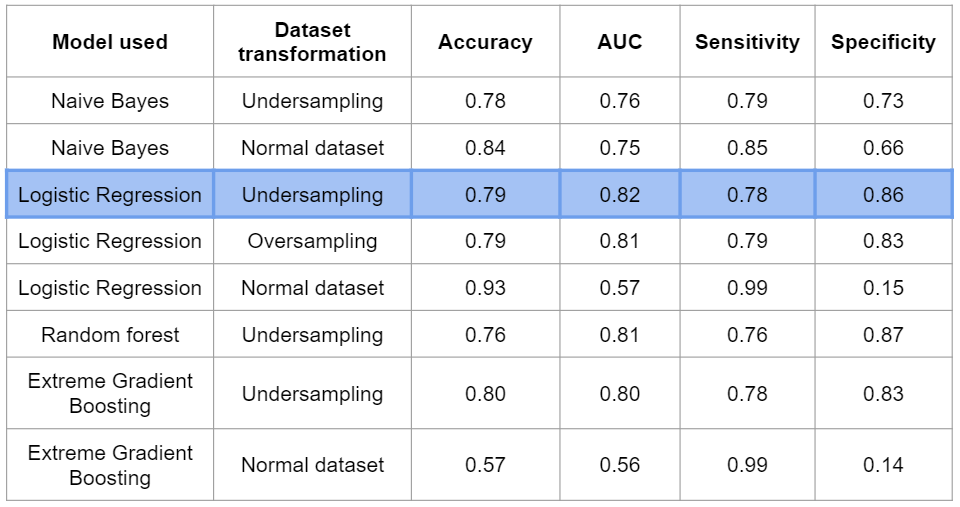 Model used Dataset transformation Accuracy AUC Sensitivity Specificity
Naive Bayes Undersampling 0.78 0.76 0.79 0.73
Naive Bayes Normal dataset 0.84 0.75 0.85 0.66
Logistic Regression Undersampling 0.79 0.82 0.78 0.86
Logistic Regression Oversampling 0.79 0.81 0.79 0.83
Logistic Regression Normal dataset 0.93 0.57 0.99 0.15
Random forest Undersampling 0.76 0.81 0.76 0.87
Extreme Gradient Boosting Undersampling 0.80 0.80 0.78 0.83
Extreme Gradient Boosting Normal dataset 0.57 0.56 0.99 0.14